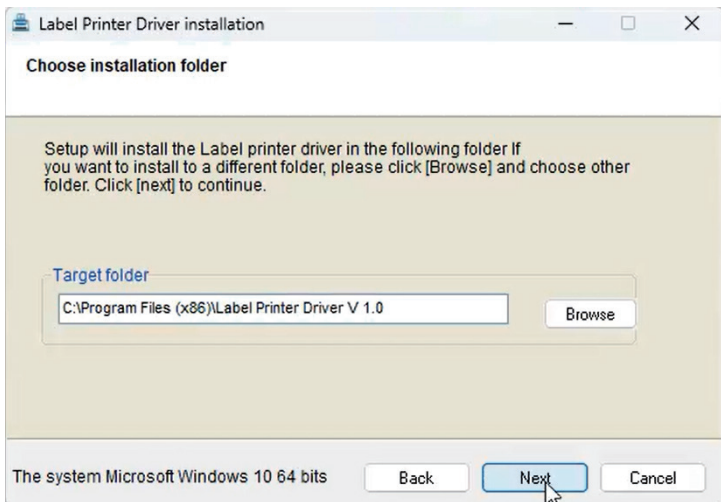 Label Printer Driver installation
Choose installation folder
Setup will install the Label printer driver in the following folder If
you want to install to a different folder, please click [Browse] and choose other
folder. Click [next] to continue.
Target folder
C:\Program Files (x86)\Label Printer Driver V 1.0
Browse
The system Microsoft Windows 10 64 bits
Back
Next
Cancel